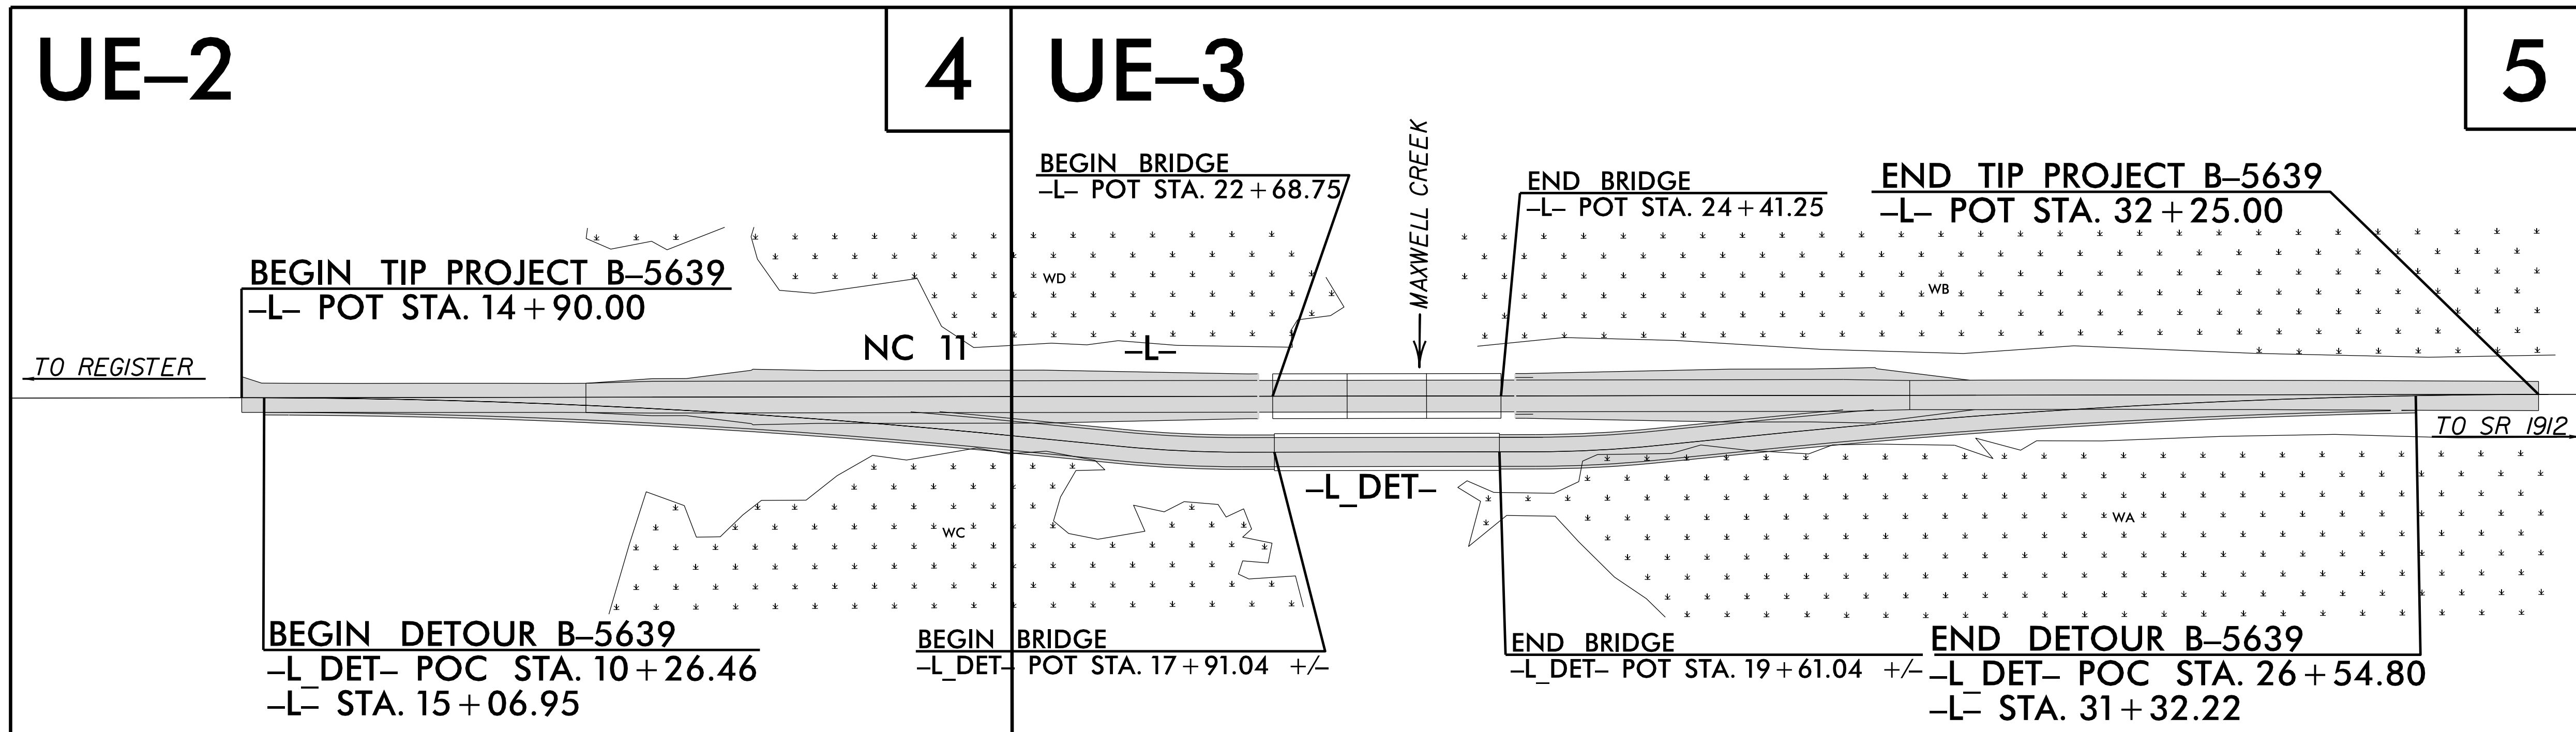 UE–2
4
UE–3
5
BEGIN BRIDGE
–L– POT STA. 22+68.75
MAXWELL CREEK
END BRIDGE
–L– POT STA. 24+41.25
END TIP PROJECT B–5639
–L– POT STA. 32+25.00
BEGIN TIP PROJECT B–5639
–L– POT STA. 14+90.00
WD
WB
NC 11
–L–
TO REGISTER
TO SR 1912
–L_DET–
WC
WA
BEGIN DETOUR B–5639
–L_DET– POC STA. 10+26.46
–L– STA. 15+06.95
BEGIN BRIDGE
–L_DET– POT STA. 17+91.04 +/–
END BRIDGE
–L_DET– POT STA. 19+61.04 +/–
END DETOUR B–5639
–L_DET– POC STA. 26+54.80
–L– STA. 31+32.22